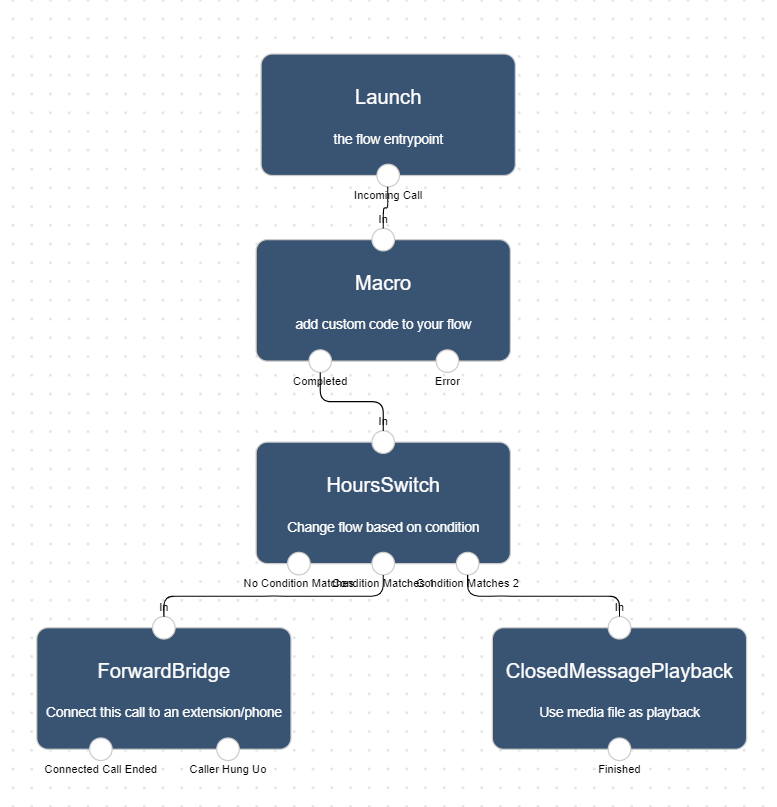 Launch
the flow entrypoint
Incoming Call
In
Macro
add custom code to your flow
Completed
Error
In
HoursSwitch
Change flow based on condition
No Condition Matches
Condition Matches 1
Condition Matches 2
In
In
ForwardBridge
Connect this call to an extension/phone
Connected Call Ended
Caller Hung Uo
ClosedMessagePlayback
Use media file as playback
Finished